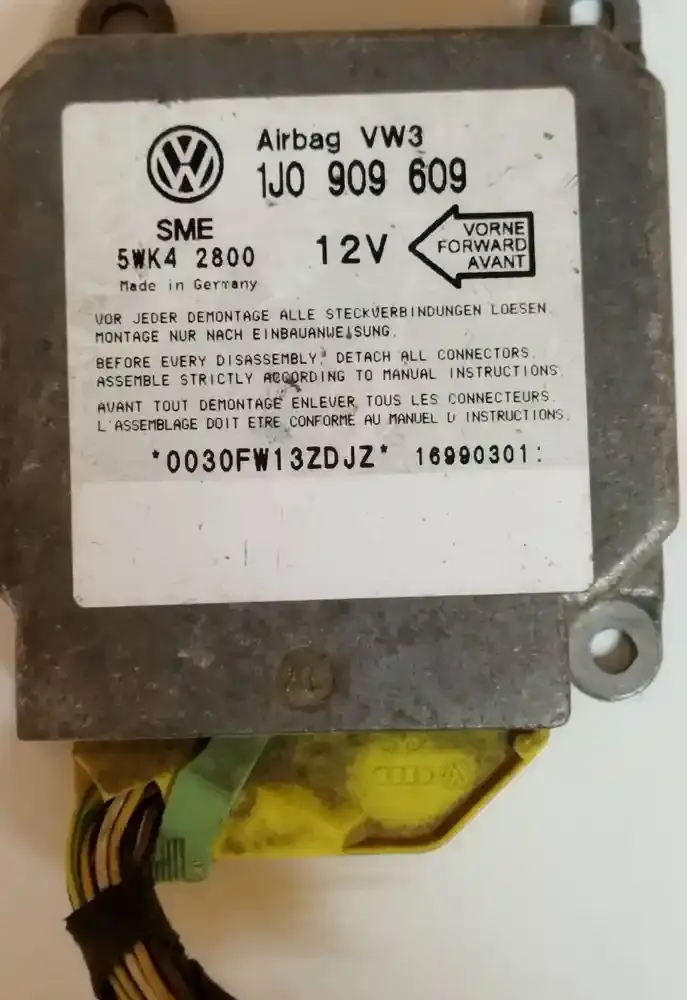 Airbag VW3
1J0 909 609
SME
5WK4 2800
Made in Germany
12V
VORNE
FORWARD
AVANT
VOR JEDER DEMONTAGE ALLE STECKVERBINDUNGEN LOESEN.
MONTAGE NUR NACH EINBAUANWEISUNG.
BEFORE EVERY DISASSEMBLY, DETACH ALL CONNECTORS.
ASSEMBLE STRICTLY ACCORDING TO MANUAL INSTRUCTIONS.
AVANT TOUT DEMONTAGE ENLEVER TOUS LES CONNECTEURS.
L'ASSEMBLAGE DOIT ETRE CONFORME AU MANUEL D INSTRUCTIONS.
*0030FW13ZDJZ* 16990301: